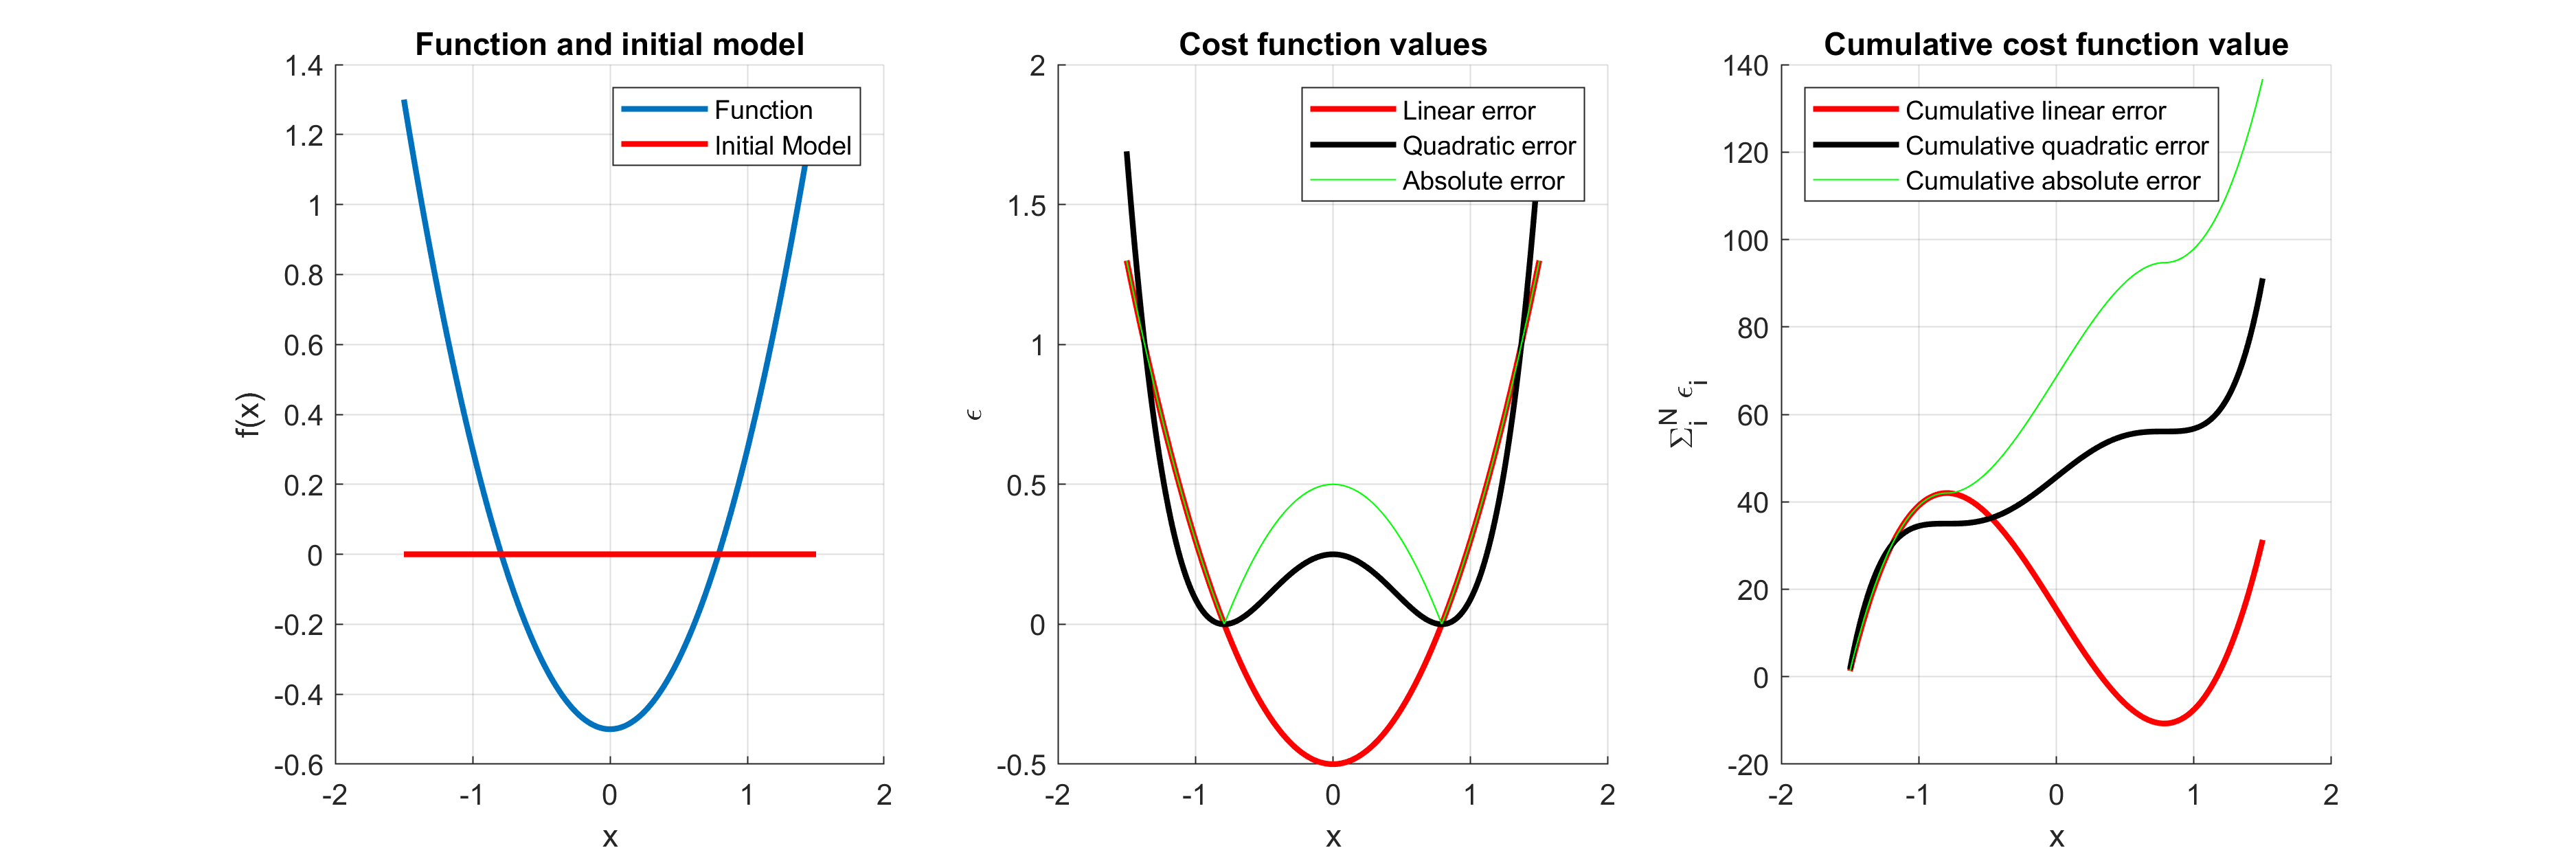 Function and initial model
1.4
1.2
1
0.8
0.6
0.4
0.2
0
-0.2
-0.4
-0.6
-2
-1
0
1
2
x
f(x)
Function
Initial Model
Cost function values
2
1.5
1
0.5
0
-0.5
-2
-1
0
1
2
x
ϵ
Linear error
Quadratic error
Absolute error
Cumulative cost function value
140
120
100
80
60
40
20
0
-20
-2
-1
0
1
2
x
Σ_i^N ϵ_i
Cumulative linear error
Cumulative quadratic error
Cumulative absolute error